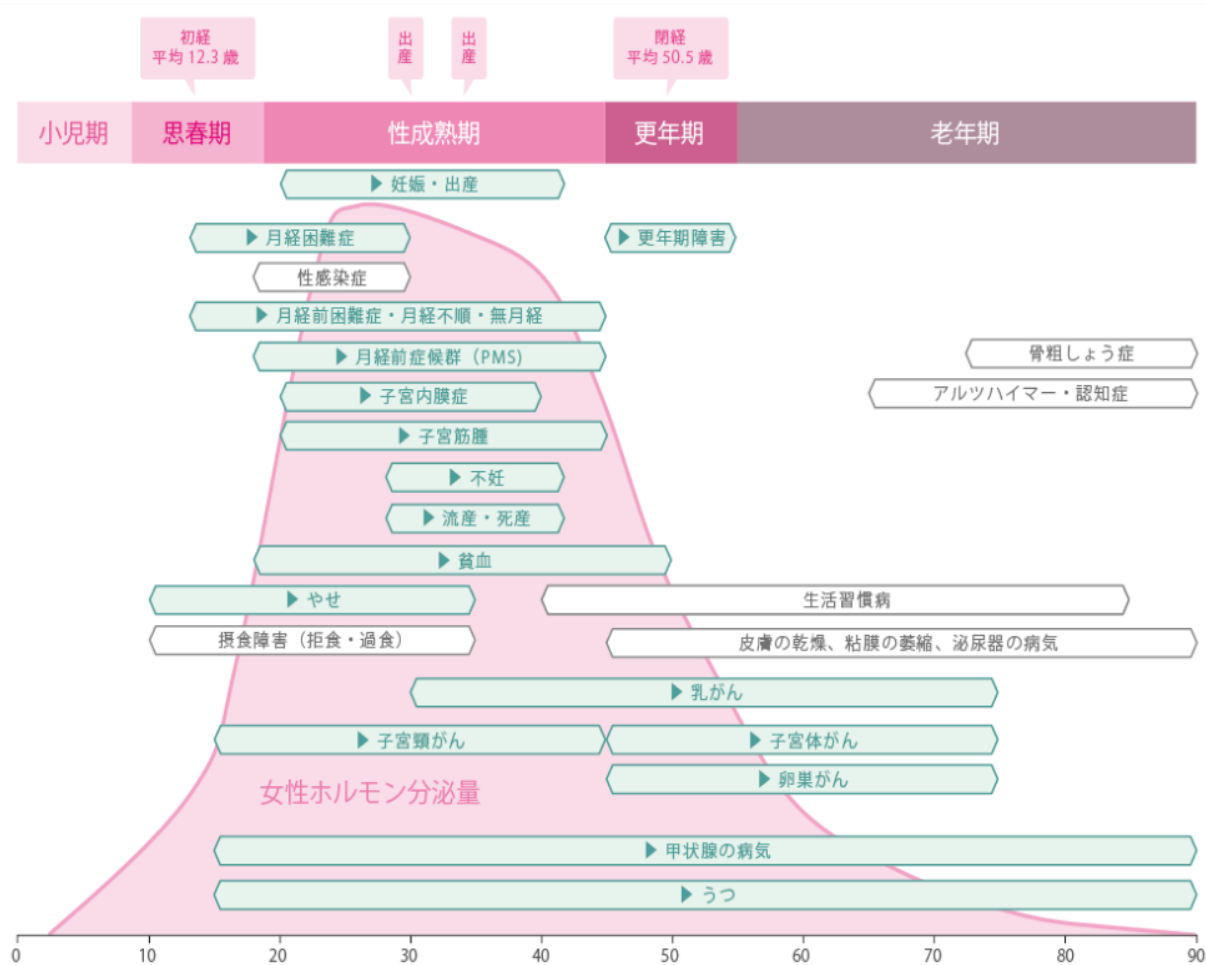 初経
平均 12.3 歳
出産
出産
閉経
平均 50.5 歳
小児期
思春期
性成熟期
更年期
老年期
▶ 妊娠・出産
▶ 月経困難症
▶ 更年期障害
性感染症
▶ 月経前困難症・月経不順・無月経
▶ 月経前症候群（PMS)
骨粗しょう症
▶ 子宮内膜症
アルツハイマー・認知症
▶ 子宮筋腫
▶ 不妊
▶ 流産・死産
▶ 貧血
▶ やせ
生活習慣病
摂食障害（拒食・過食）
皮膚の乾燥、粘膜の萎縮、泌尿器の病気
▶ 乳がん
▶ 子宮頸がん
▶ 子宮体がん
▶ 卵巣がん
女性ホルモン分泌量
▶ 甲状腺の病気
▶ うつ
0 10 20 30 40 50 60 70 80 90